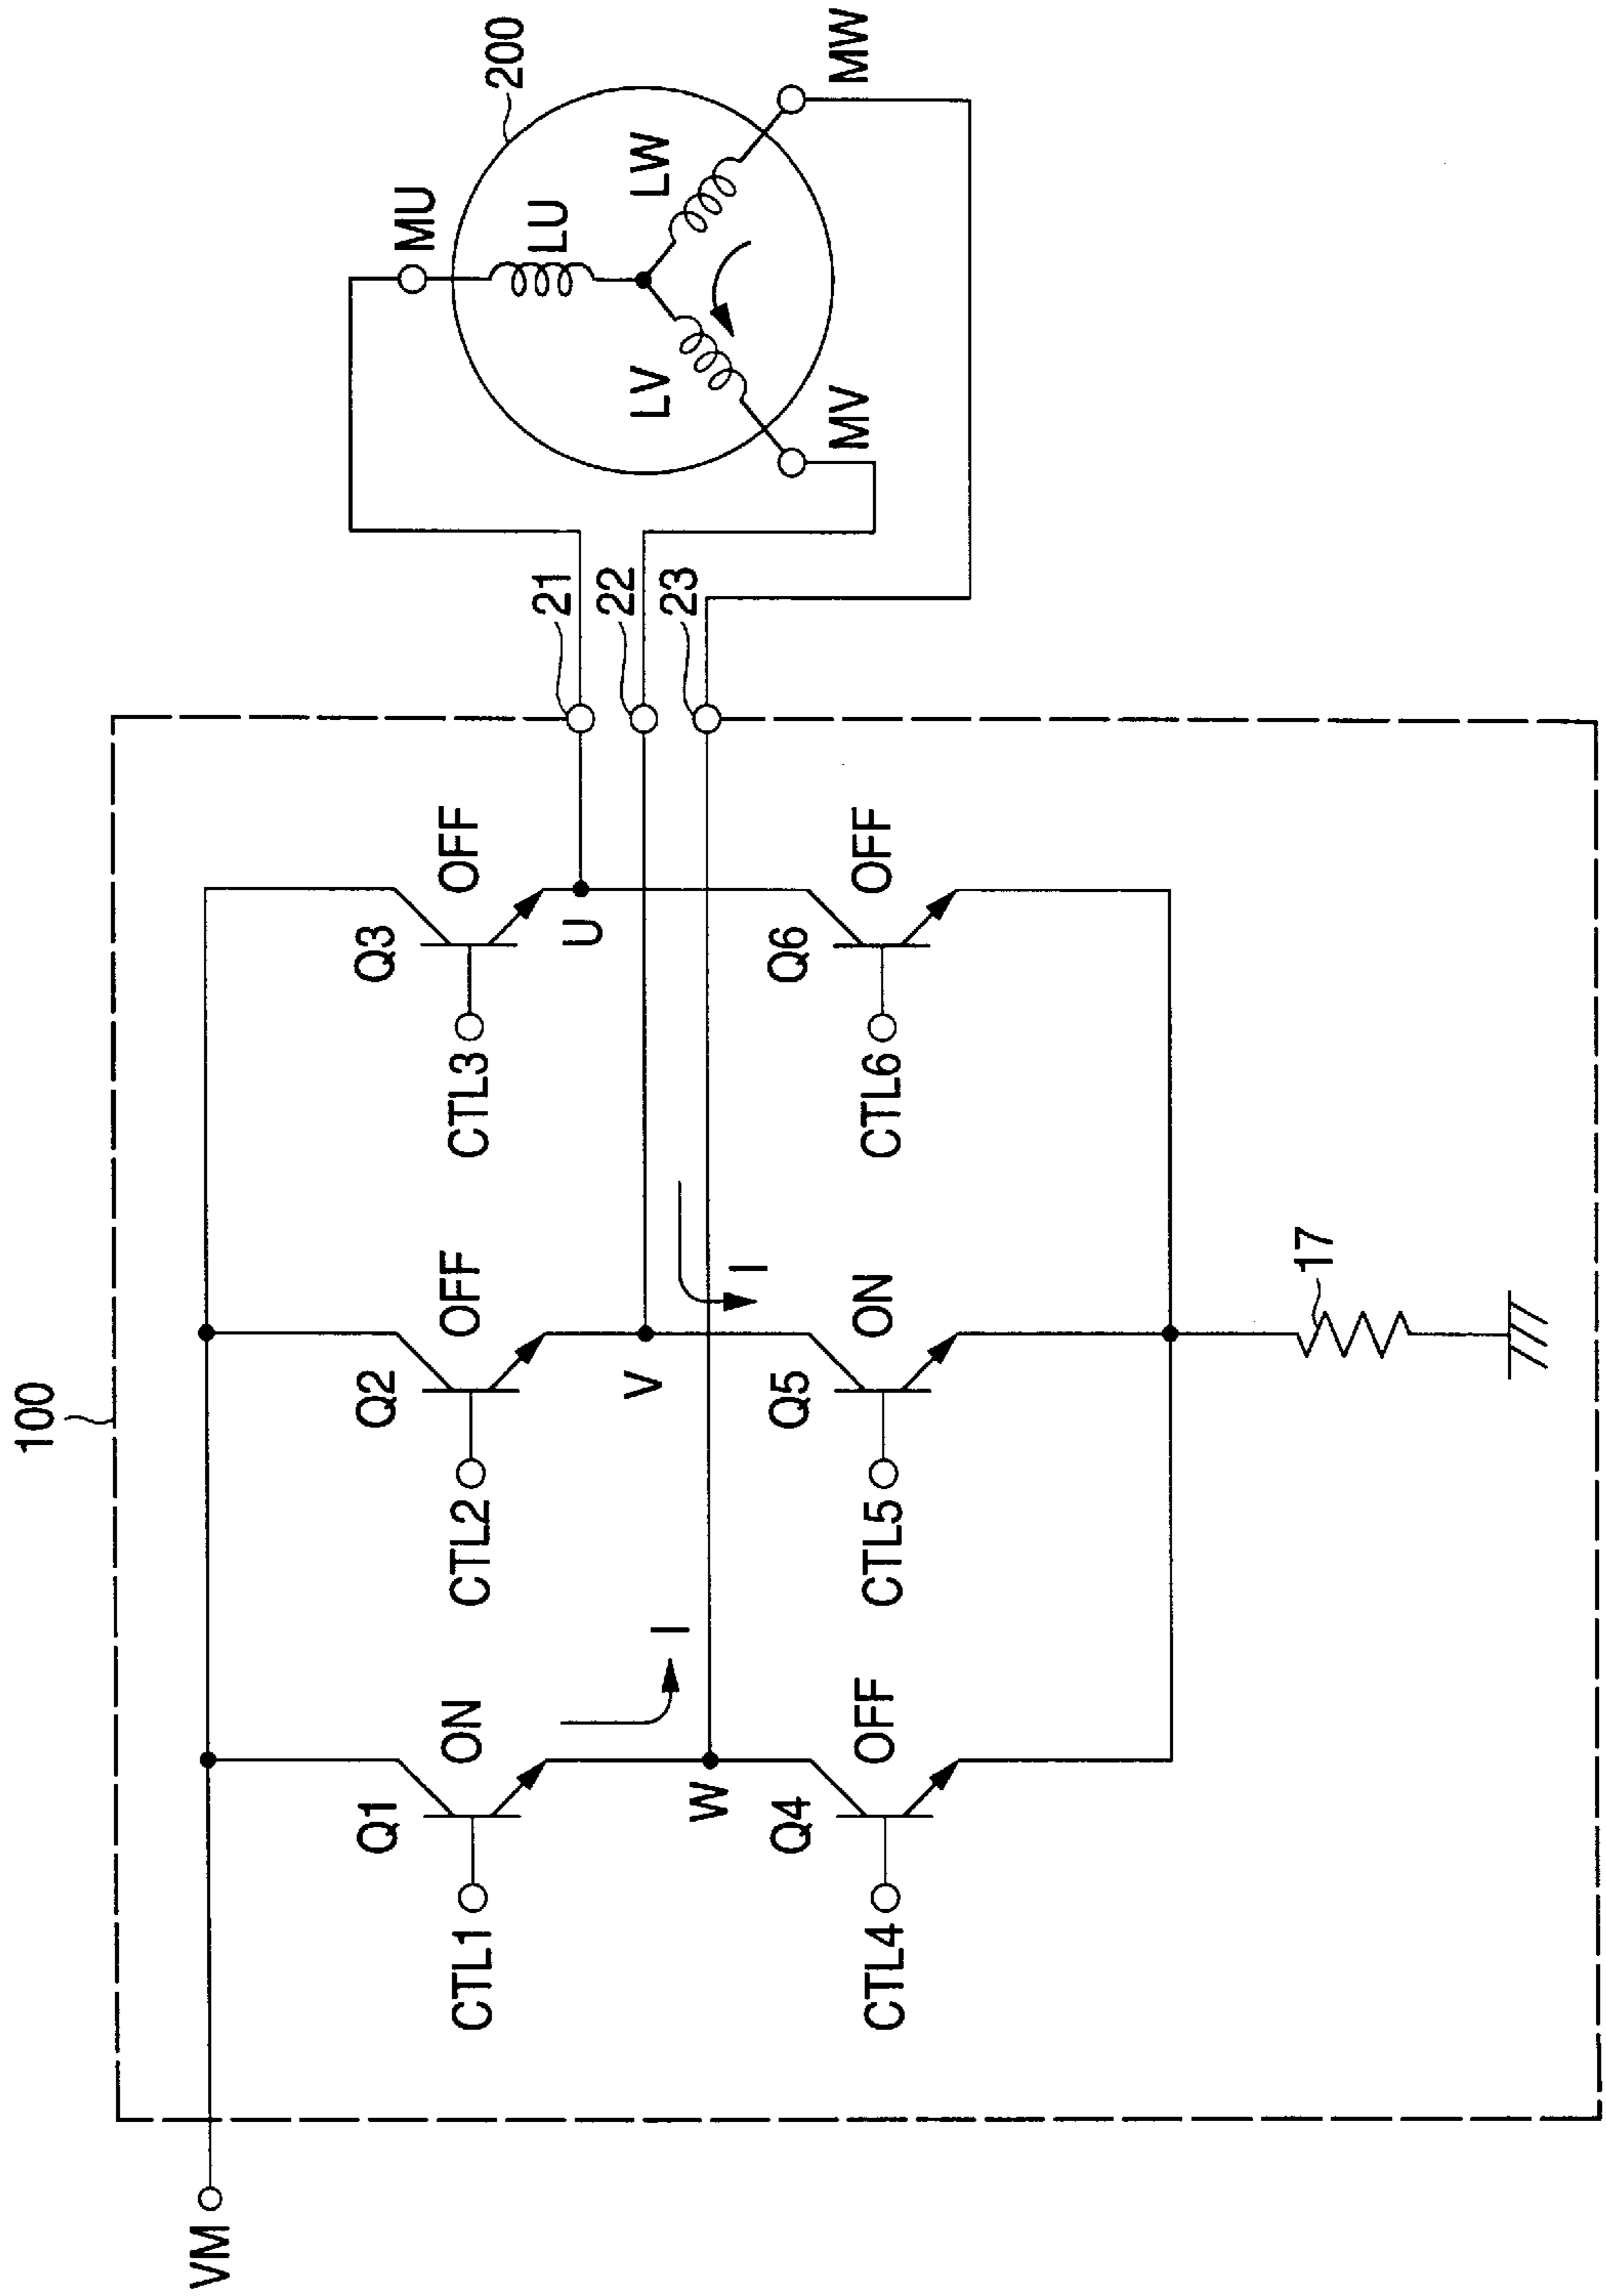 100
200
MU
LU
LW
LV
MW
MV
21
22
23
VM
Q1
ON
CTL1
Q2
OFF
CTL2
Q3
OFF
CTL3
I
W
V
U
I
Q4
OFF
CTL4
Q5
ON
CTL5
Q6
OFF
CTL6
17